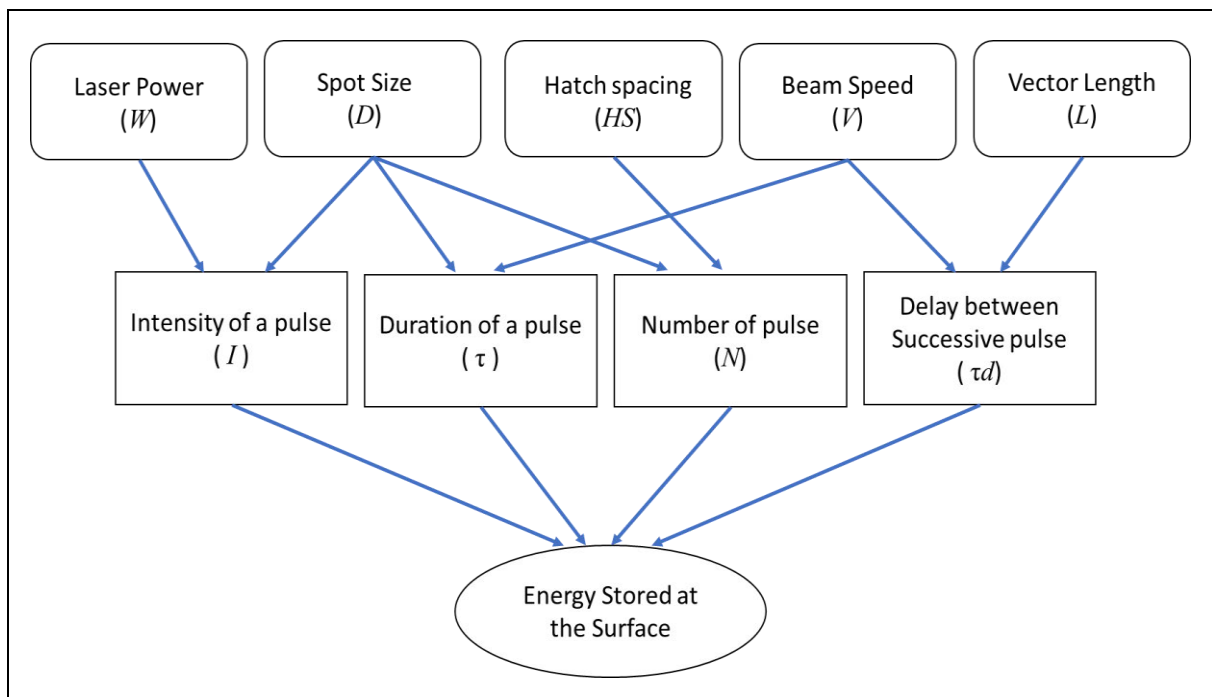 Laser Power
(W)
Spot Size
(D)
Hatch spacing
(HS)
Beam Speed
(V)
Vector Length
(L)
Intensity of a pulse
( I )
Duration of a pulse
( τ )
Number of pulse
(N)
Delay between
Successive pulse
( τd)
Energy Stored at
the Surface